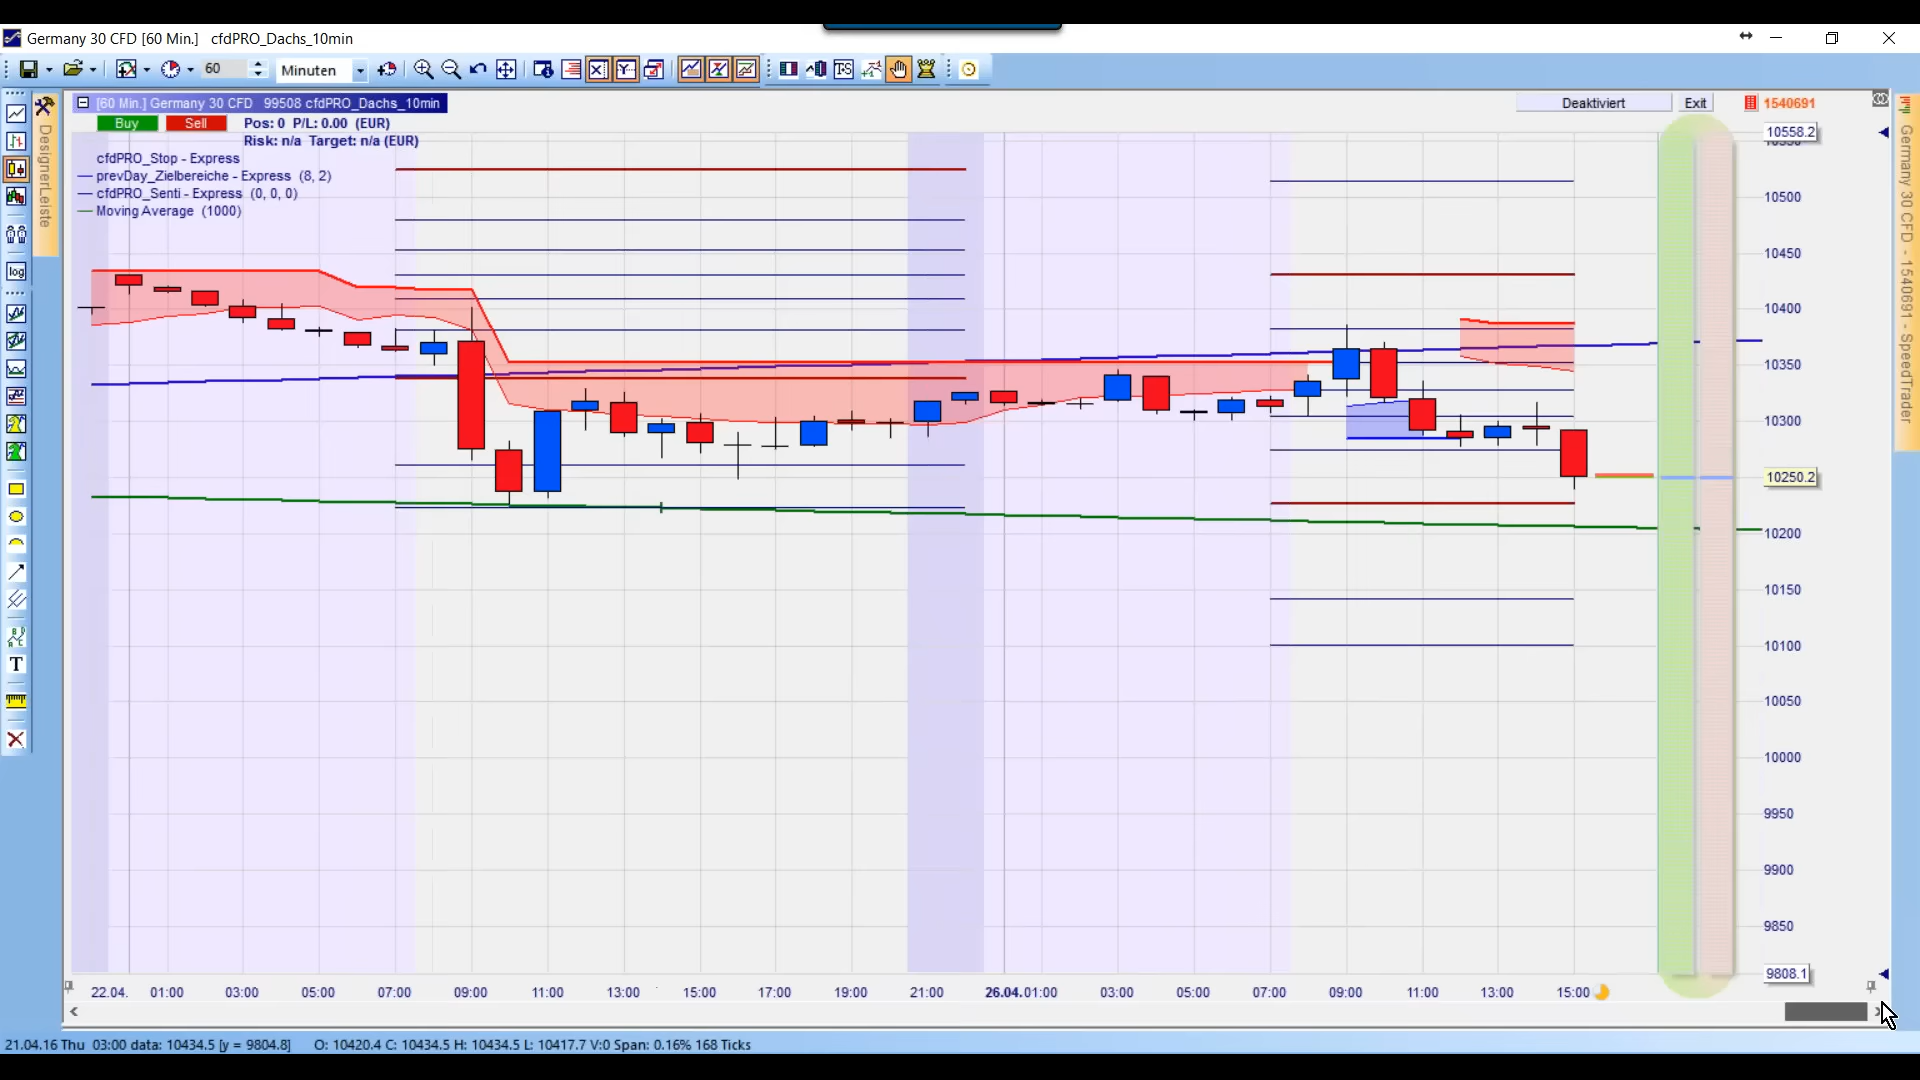 Germany 30 CFD [60 Min.]   cfdPRO_Dachs_10min
60 Minuten
[60 Min.] Germany 30 CFD   99508 cfdPRO_Dachs_10min
Deaktiviert Exit 1540691
Buy Sell Pos: 0  P/L: 0.00  (EUR)
Risk: n/a  Target: n/a (EUR)
cfdPRO_Stop - Express
prevDay_Zielbereiche - Express  (8, 2)
cfdPRO_Senti - Express  (0, 0, 0)
Moving Average  (1000)
DesignerLeiste
log
T
TS
Germany 30 CFD - 1540691 - SpeedTrader
10558.2
10550
10500
10450
10400
10350
10300
10250.2
10200
10150
10100
10050
10000
9950
9900
9850
9808.1
22.04. 01:00 03:00 05:00 07:00 09:00 11:00 13:00 15:00 17:00 19:00 21:00 26.04. 01:00 03:00 05:00 07:00 09:00 11:00 13:00 15:00
21.04.16 Thu  03:00 data: 10434.5 [y = 9804.8]     O: 10420.4 C: 10434.5 H: 10434.5 L: 10417.7 V:0 Span: 0.16% 168 Ticks